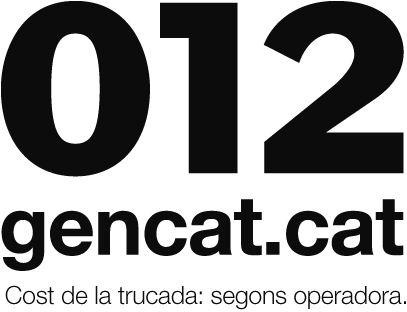 012
gencat.cat
Cost de la trucada: segons operadora.